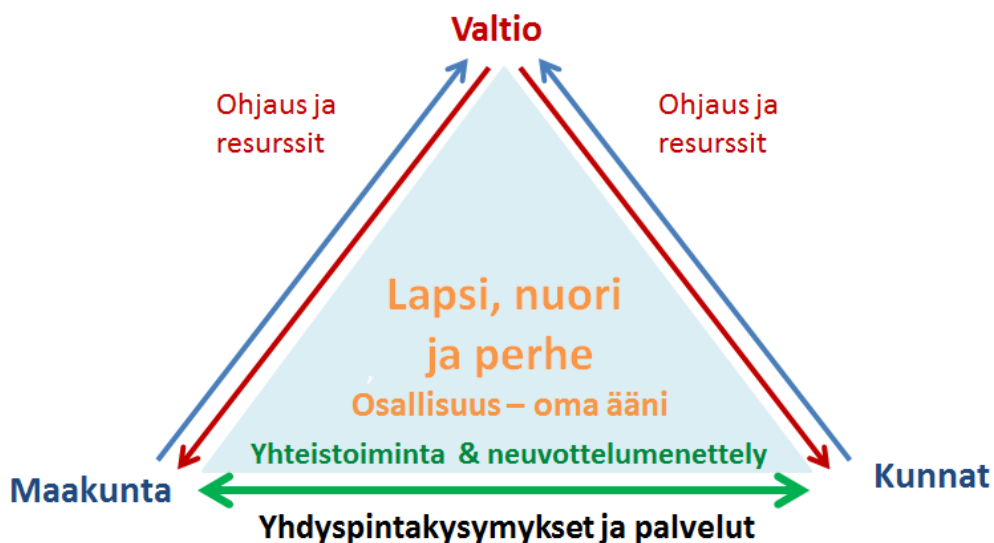 Valtio
Ohjaus ja
resurssit
Ohjaus ja
resurssit
Lapsi, nuori
ja perhe
Osallisuus – oma ääni
Yhteistoiminta & neuvottelumenettely
Maakunta
Kunnat
Yhdyspintakysymykset ja palvelut